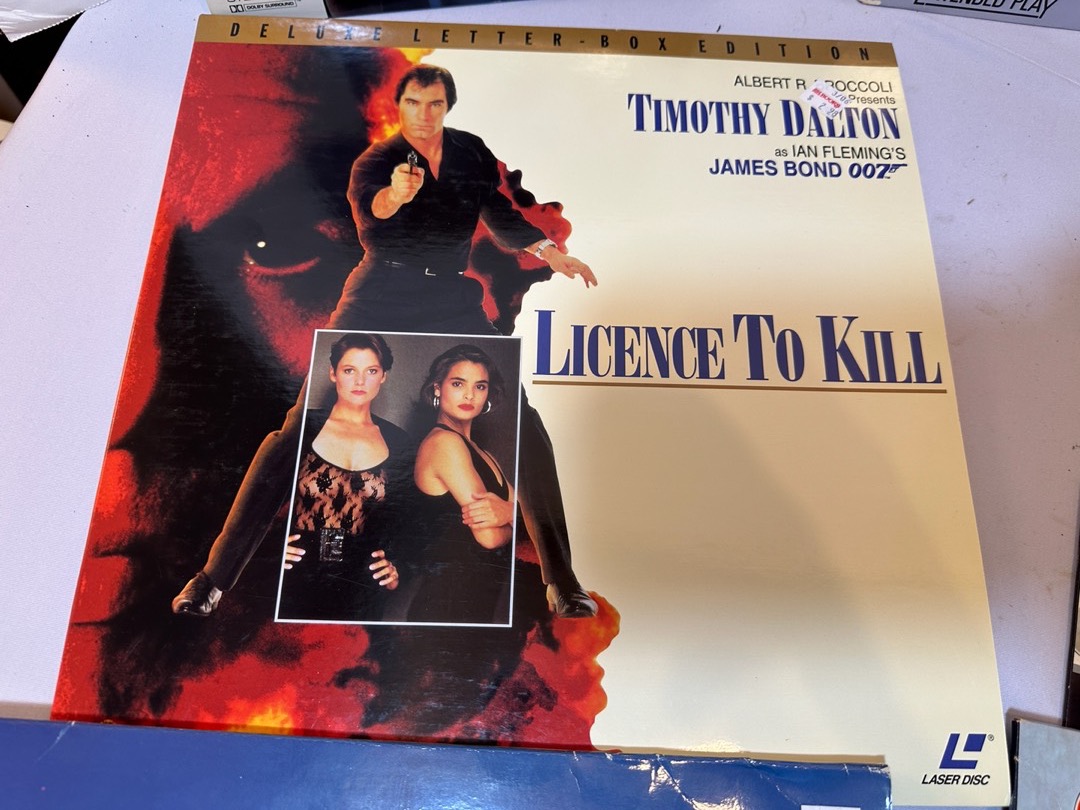 DOLBY SURROUND
EXTENDED PLAY
DELUXE LETTER-BOX EDITION
ALBERT R.
Presents
TIMOTHY DALTON
as IAN FLEMING'S
JAMES BOND 007
LICENCE TO KILL
LASER DISC